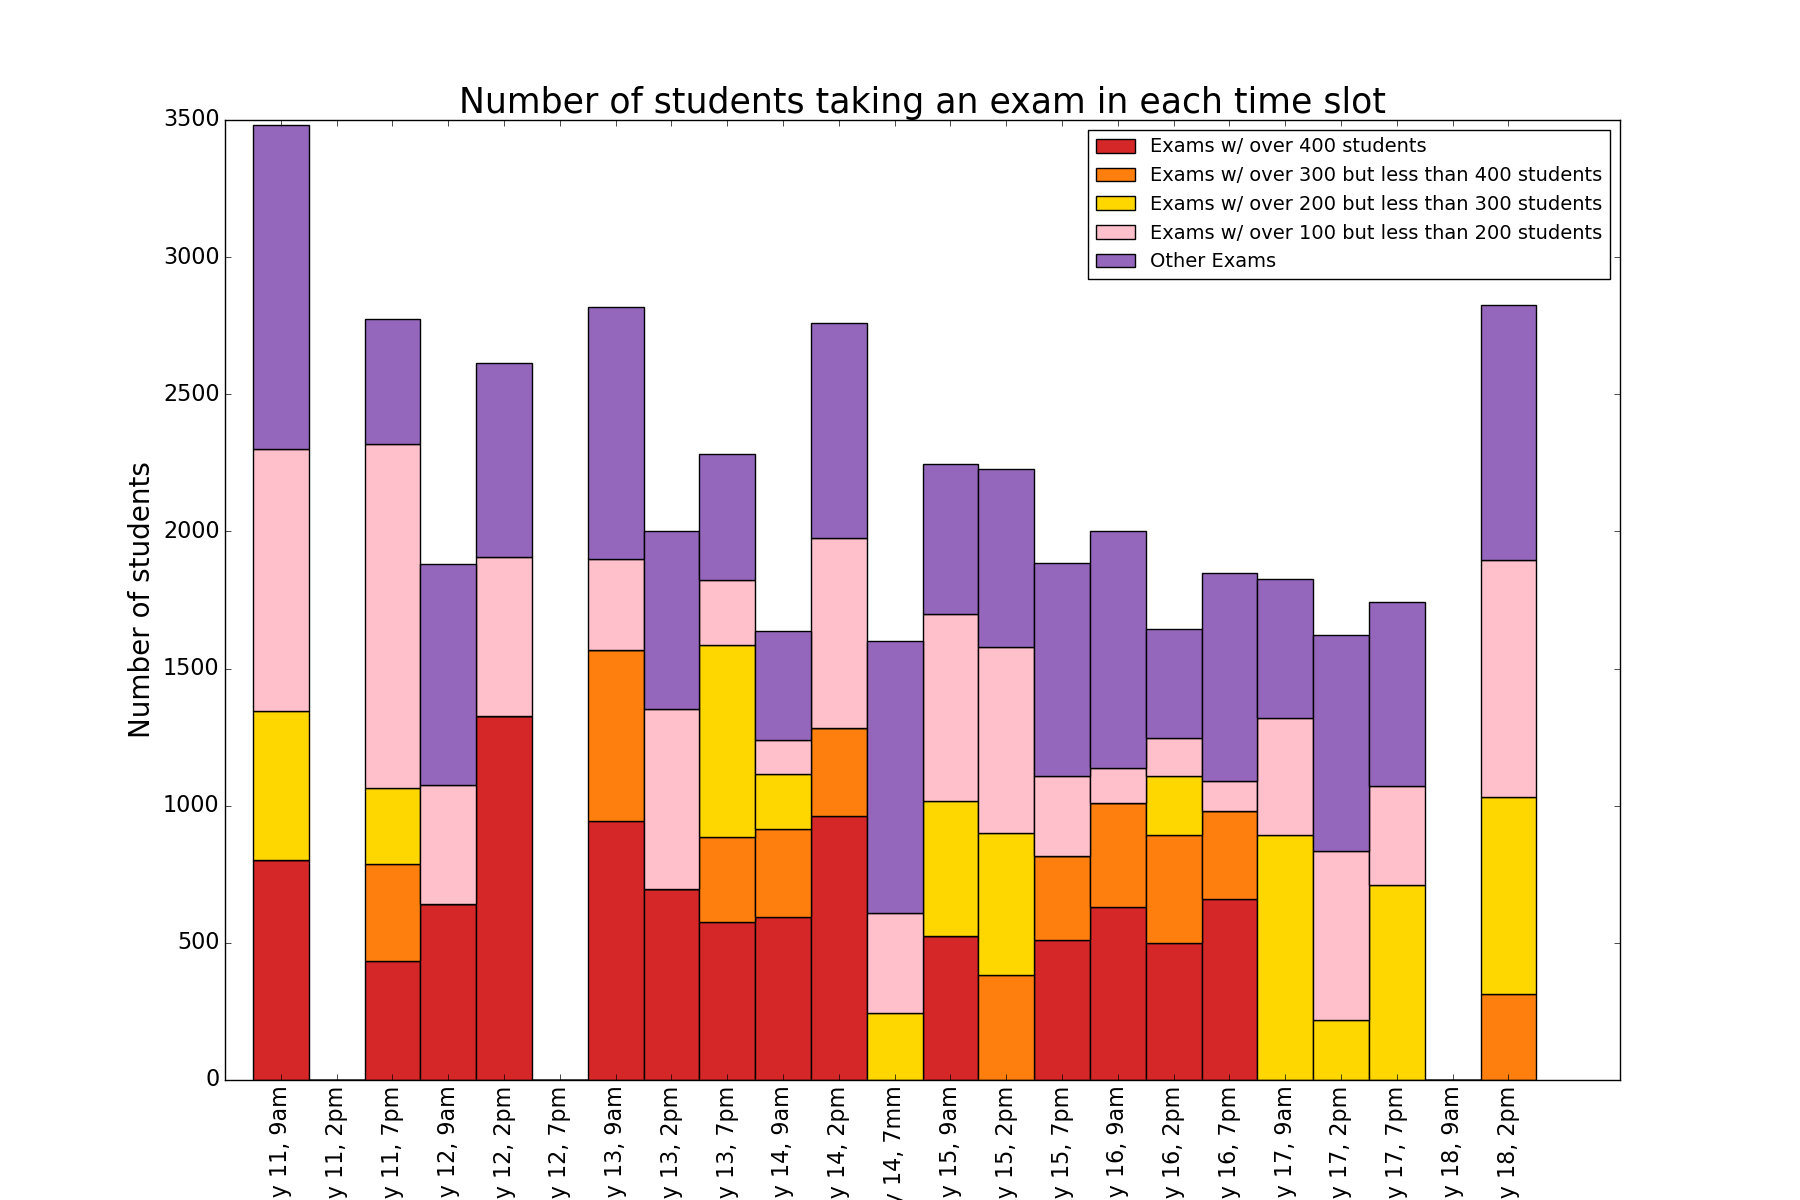 Number of students taking an exam in each time slot
Exams w/ over 400 students
Exams w/ over 300 but less than 400 students
Exams w/ over 200 but less than 300 students
Exams w/ over 100 but less than 200 students
Other Exams
Number of students
3500
3000
2500
2000
1500
1000
500
0
y 11, 9am
y 11, 2pm
y 11, 7pm
y 12, 9am
y 12, 2pm
y 12, 7pm
y 13, 9am
y 13, 2pm
y 13, 7pm
y 14, 9am
y 14, 2pm
y 14, 7mm
y 15, 9am
y 15, 2pm
y 15, 7pm
y 16, 9am
y 16, 2pm
y 16, 7pm
y 17, 9am
y 17, 2pm
y 17, 7pm
y 18, 9am
y 18, 2pm